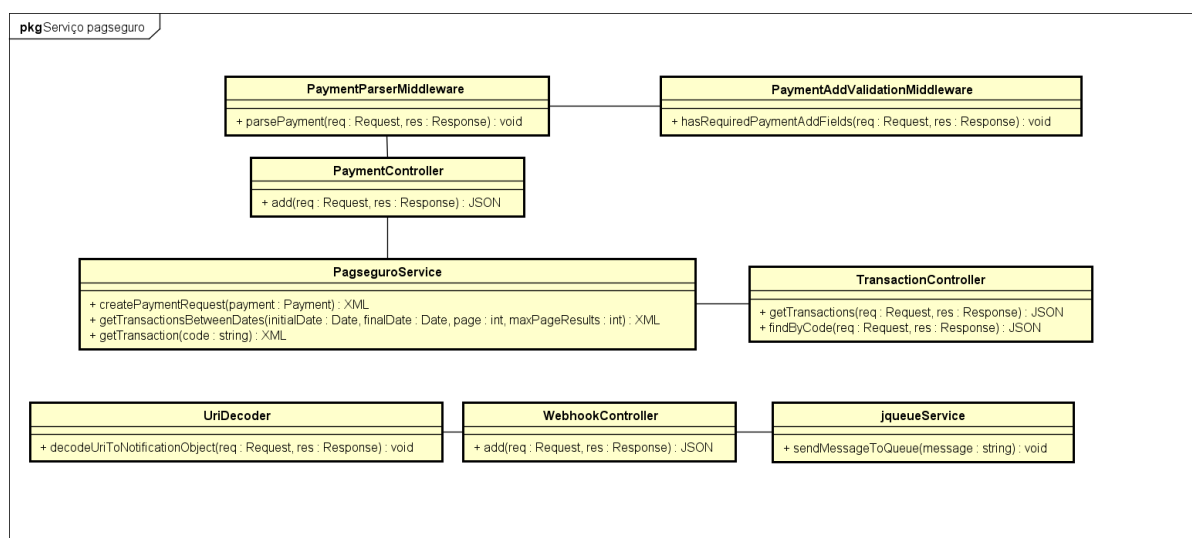 pkg Serviço pagseguro
PaymentParserMiddleware
+ parsePayment(req : Request, res : Response) : void
PaymentAddValidationMiddleware
+ hasRequiredPaymentAddFields(req : Request, res : Response) : void
PaymentController
+ add(req : Request, res : Response) : JSON
PagseguroService
+ createPaymentRequest(payment : Payment) : XML
+ getTransactionsBetweenDates(initialDate : Date, finalDate : Date, page : int, maxPageResults : int) : XML
+ getTransaction(code : string) : XML
TransactionController
+ getTransactions(req : Request, res : Response) : JSON
+ findByCode(req : Request, res : Response) : JSON
UriDecoder
+ decodeUriToNotificationObject(req : Request, res : Response) : void
WebhookController
+ add(req : Request, res : Response) : JSON
jqueueService
+ sendMessageToQueue(message : string) : void